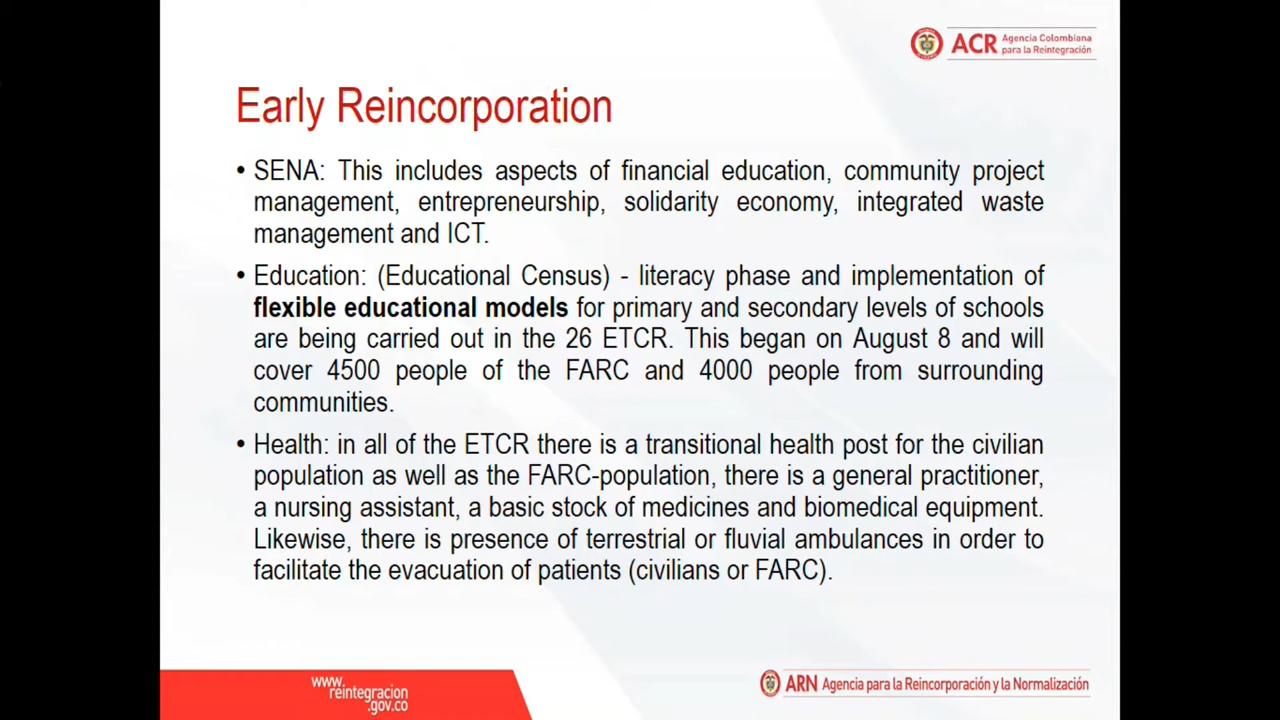 ACR Agencia Colombiana
para la Reintegración
Early Reincorporation
• SENA: This includes aspects of financial education, community project
management, entrepreneurship, solidarity economy, integrated waste
management and ICT.
• Education: (Educational Census) - literacy phase and implementation of
flexible educational models for primary and secondary levels of schools
are being carried out in the 26 ETCR. This began on August 8 and will
cover 4500 people of the FARC and 4000 people from surrounding
communities.
• Health: in all of the ETCR there is a transitional health post for the civilian
population as well as the FARC-population, there is a general practitioner,
a nursing assistant, a basic stock of medicines and biomedical equipment.
Likewise, there is presence of terrestrial or fluvial ambulances in order to
facilitate the evacuation of patients (civilians or FARC).
www.
reintegracion
.gov.co
ARN Agencia para la Reincorporación y la Normalización